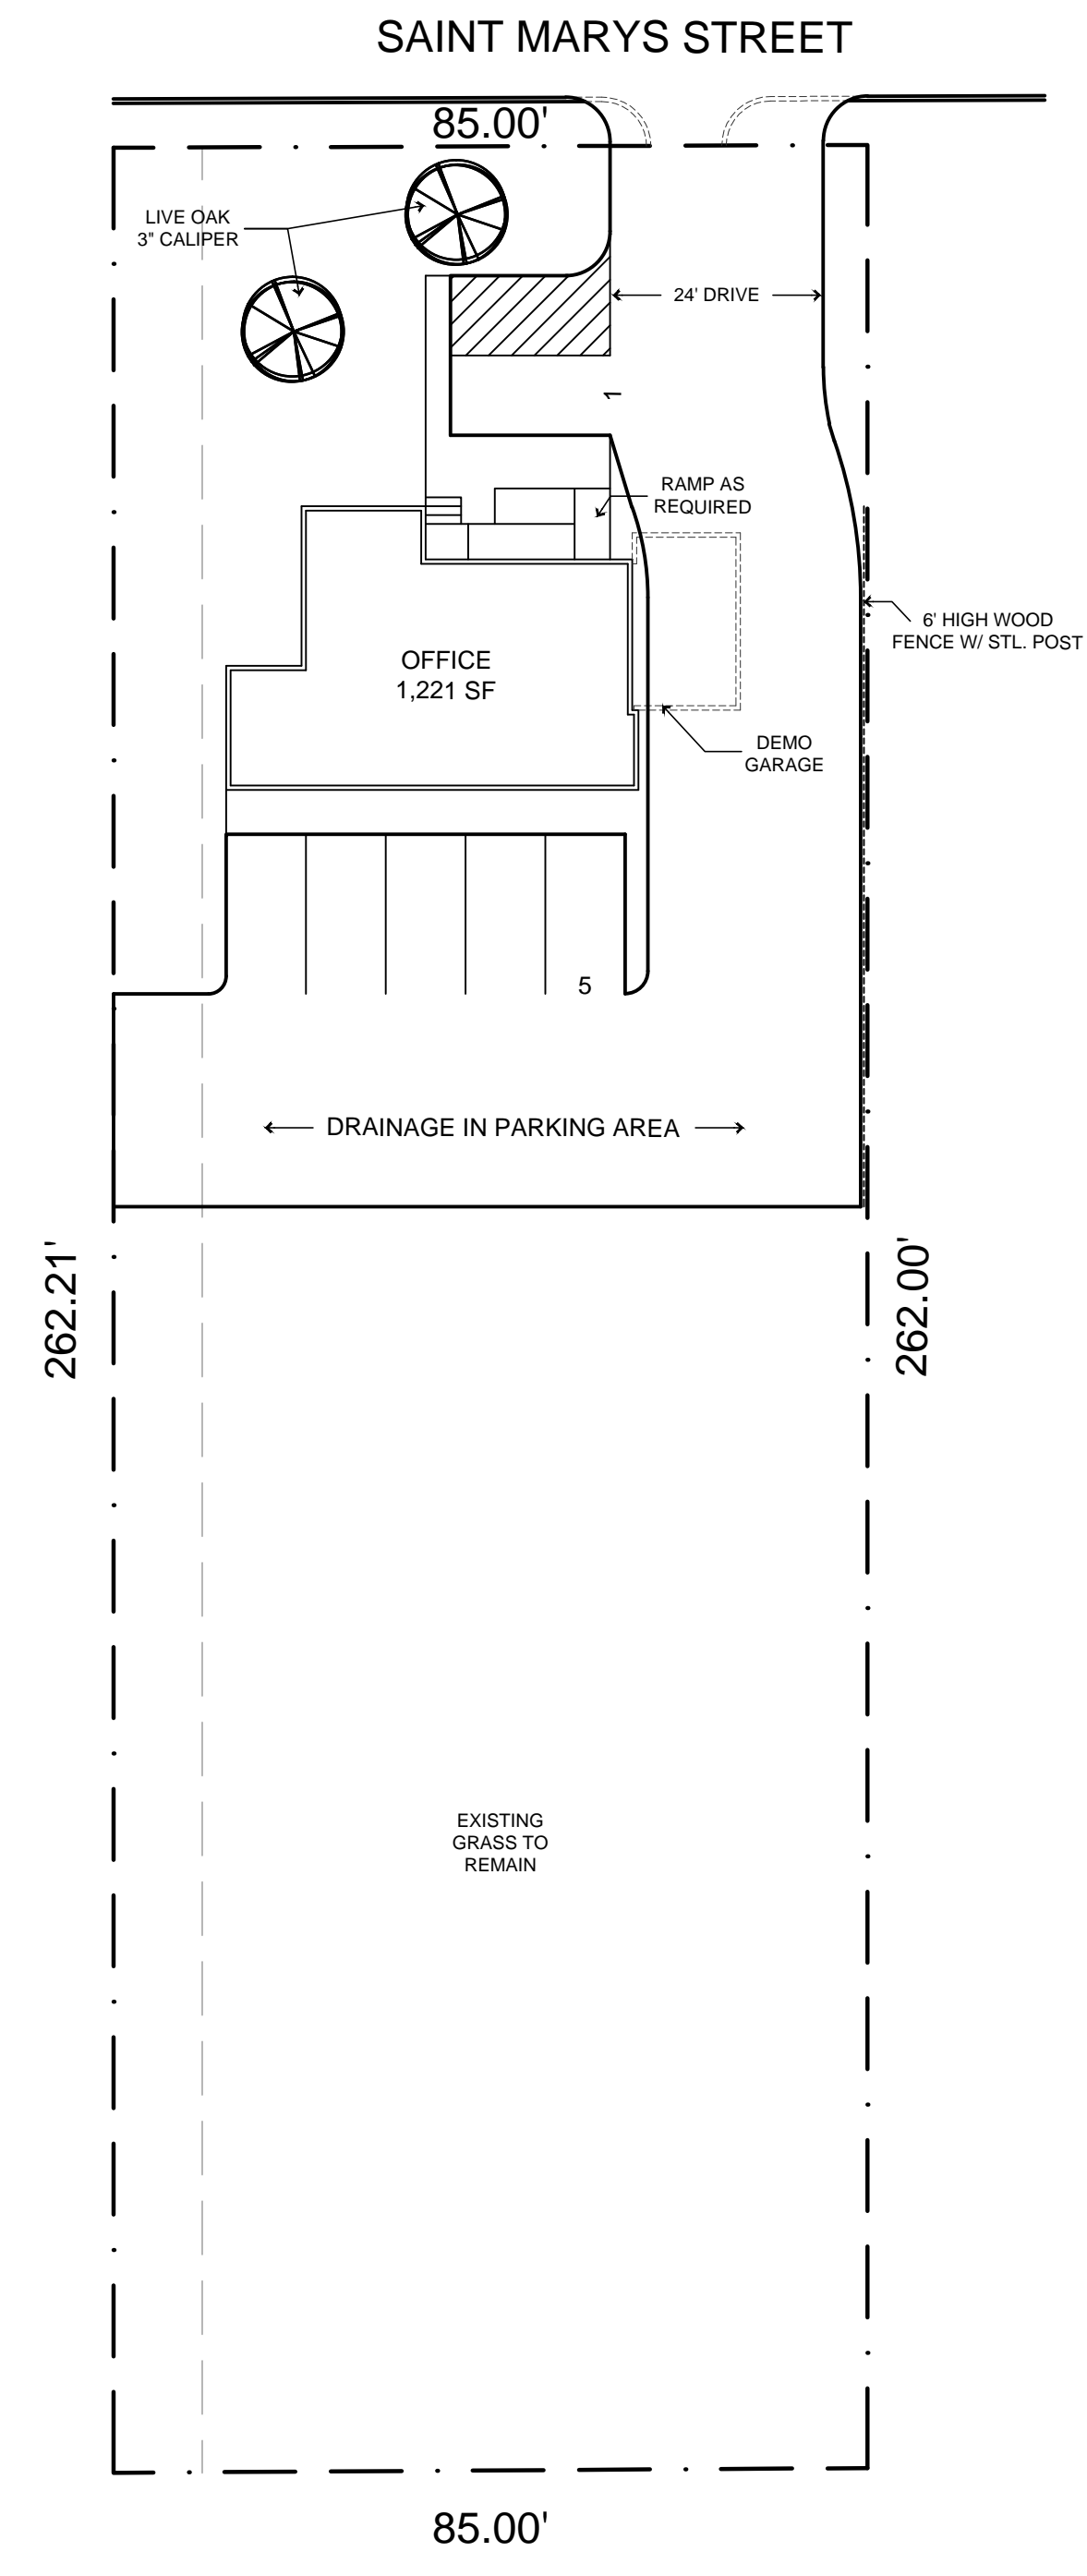 SAINT MARYS STREET
85.00'
LIVE OAK
3" CALIPER
24' DRIVE
1
RAMP AS
REQUIRED
6' HIGH WOOD
FENCE W/ STL. POST
OFFICE
1,221 SF
DEMO
GARAGE
5
DRAINAGE IN PARKING AREA
262.21'
262.00'
EXISTING
GRASS TO
REMAIN
85.00'